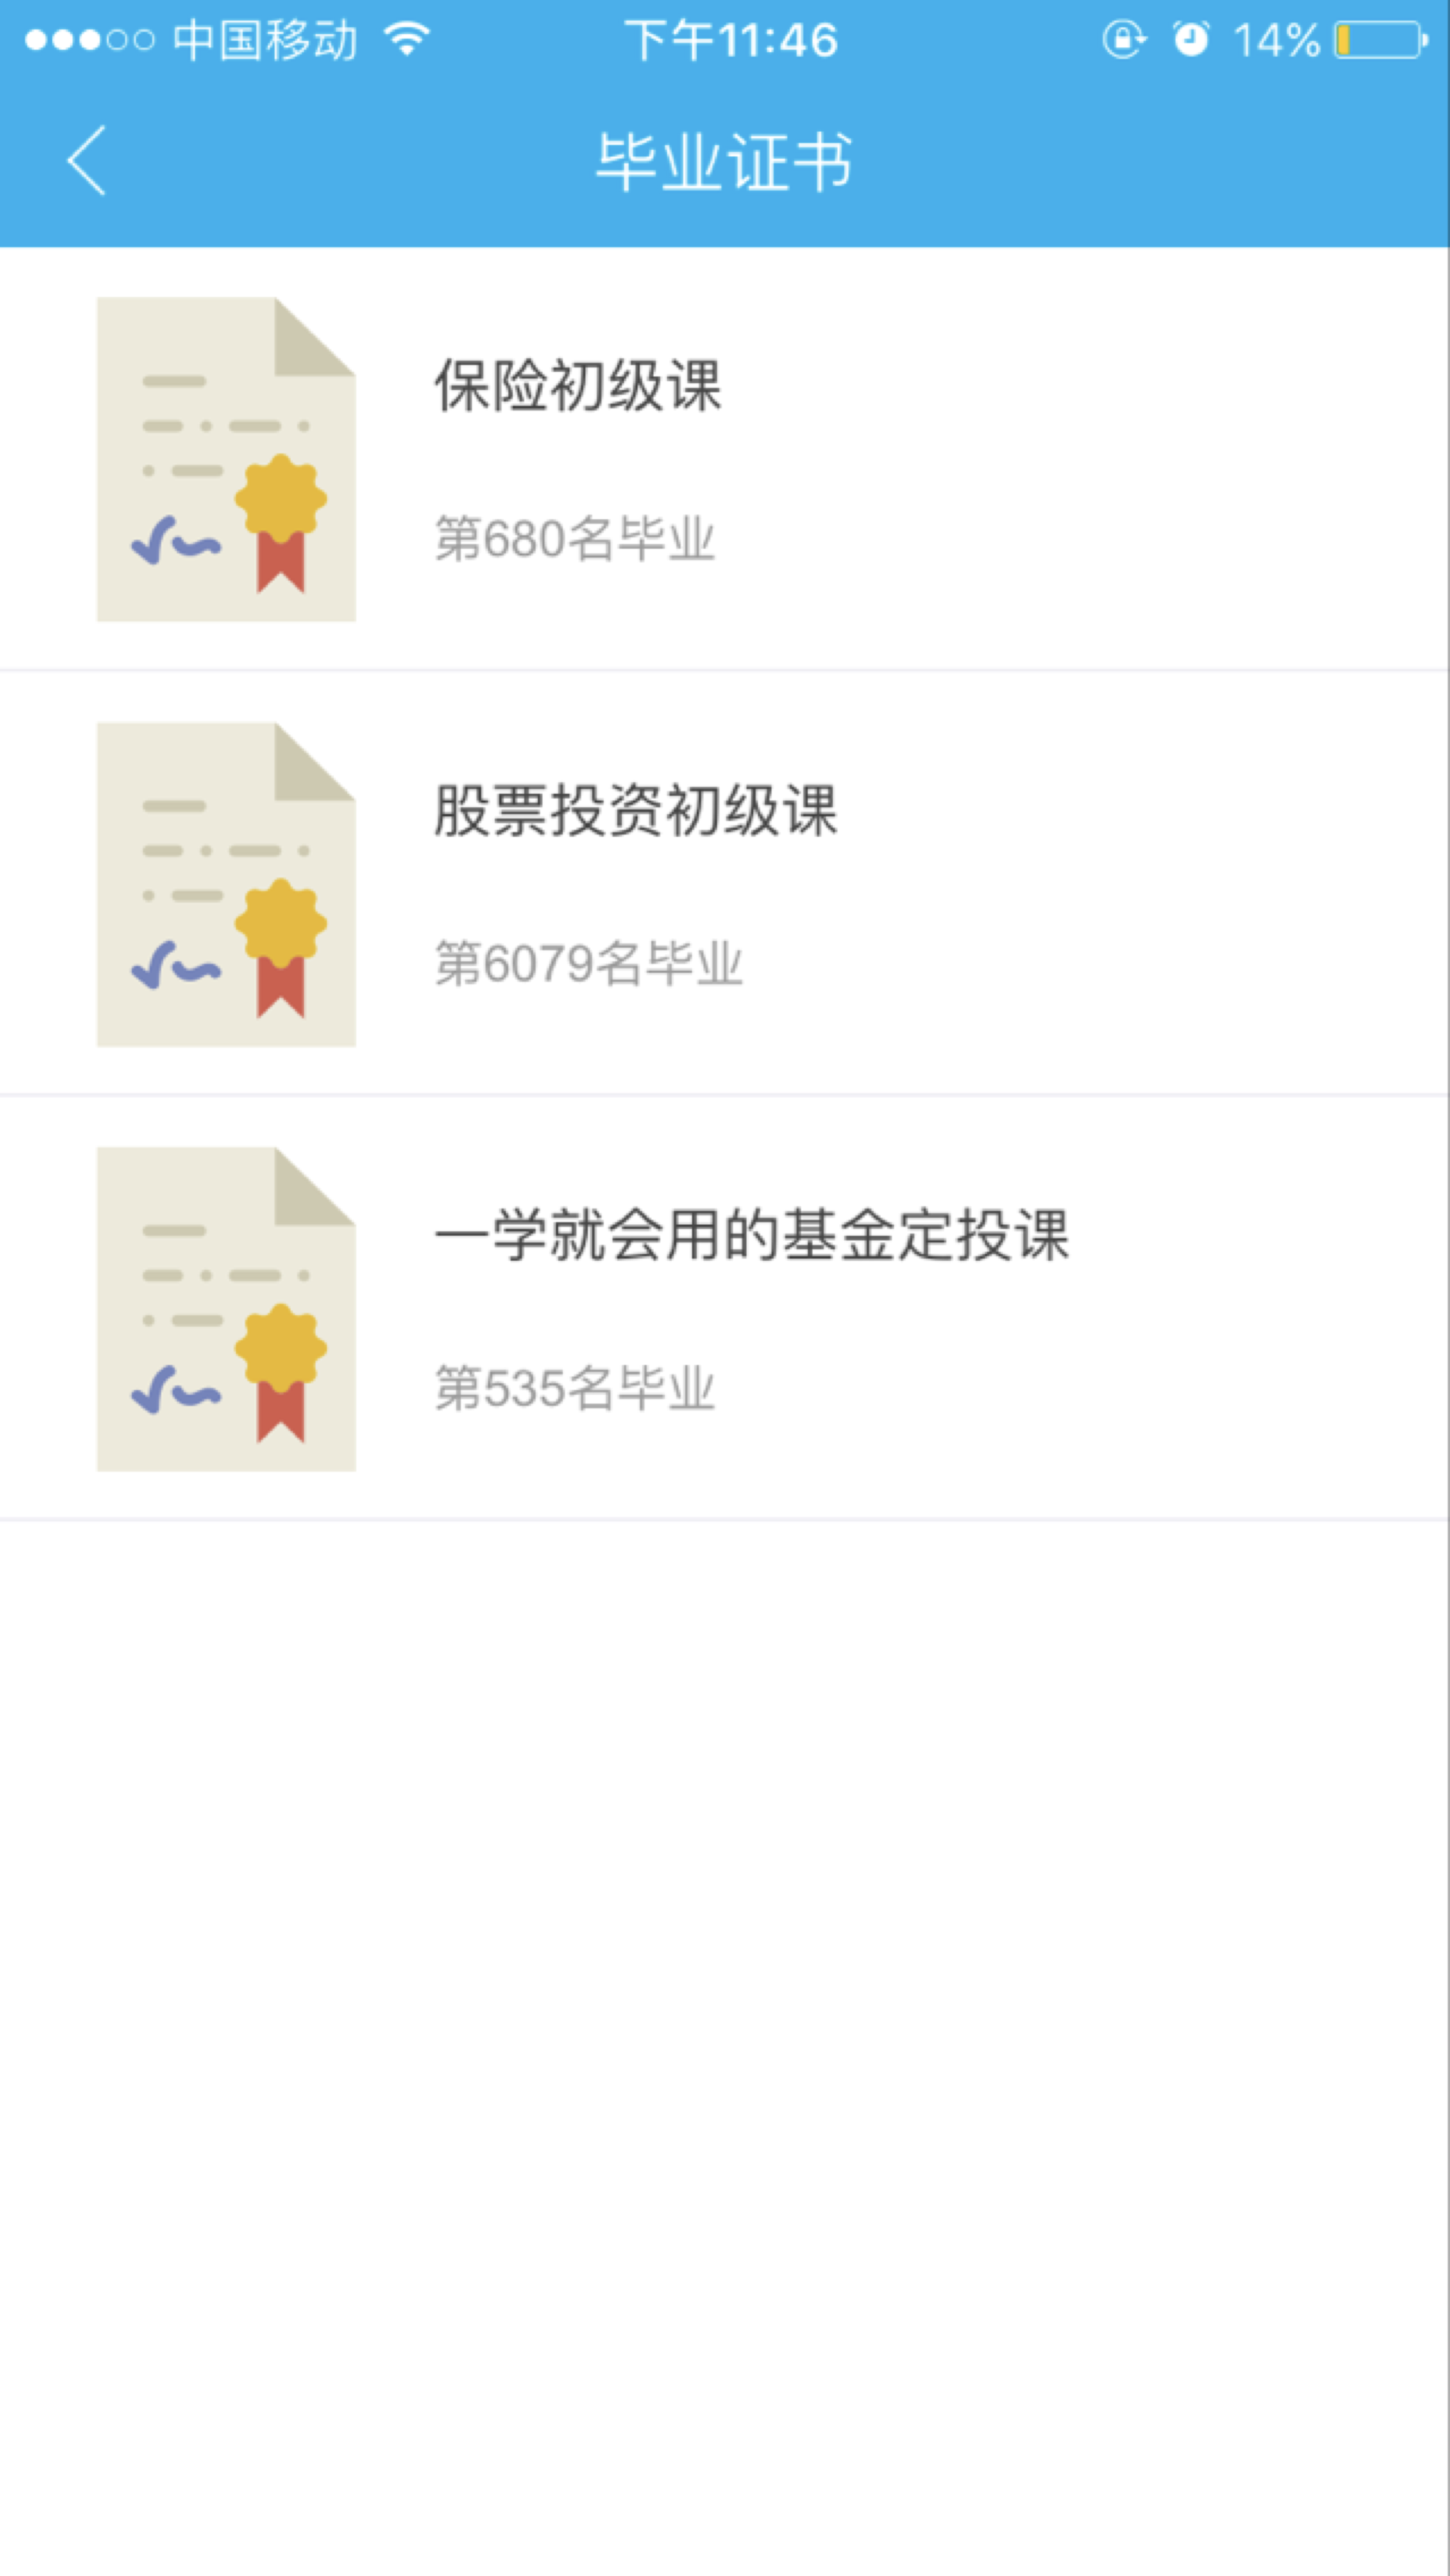 中国移动 下午11:46 14%
毕业证书
保险初级课
第680名毕业
股票投资初级课
第6079名毕业
一学就会用的基金定投课
第535名毕业